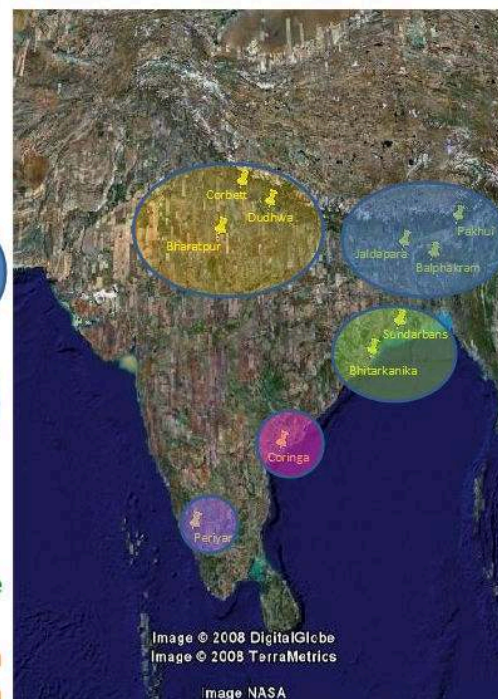 Corbett
Dudhwa
Bharatpur
Pakhui
Jaldapara
Balphakram
Sundarbans
Bhitarkanika
Coringa
Periyar
Image © 2008 DigitalGlobe
Image © 2008 TerraMetrics
Image NASA